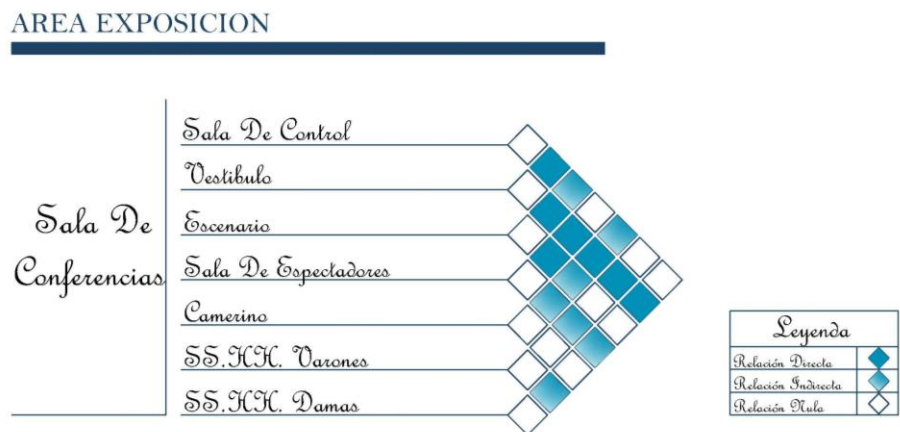 AREA EXPOSICION
Sala De
Conferencias
Sala De Control
Vestibulo
Escenario
Sala De Espectadores
Camerino
SS.HH. Varones
SS.HH. Damas
Leyenda
Relación Directa
Relación Indirecta
Relación Nula